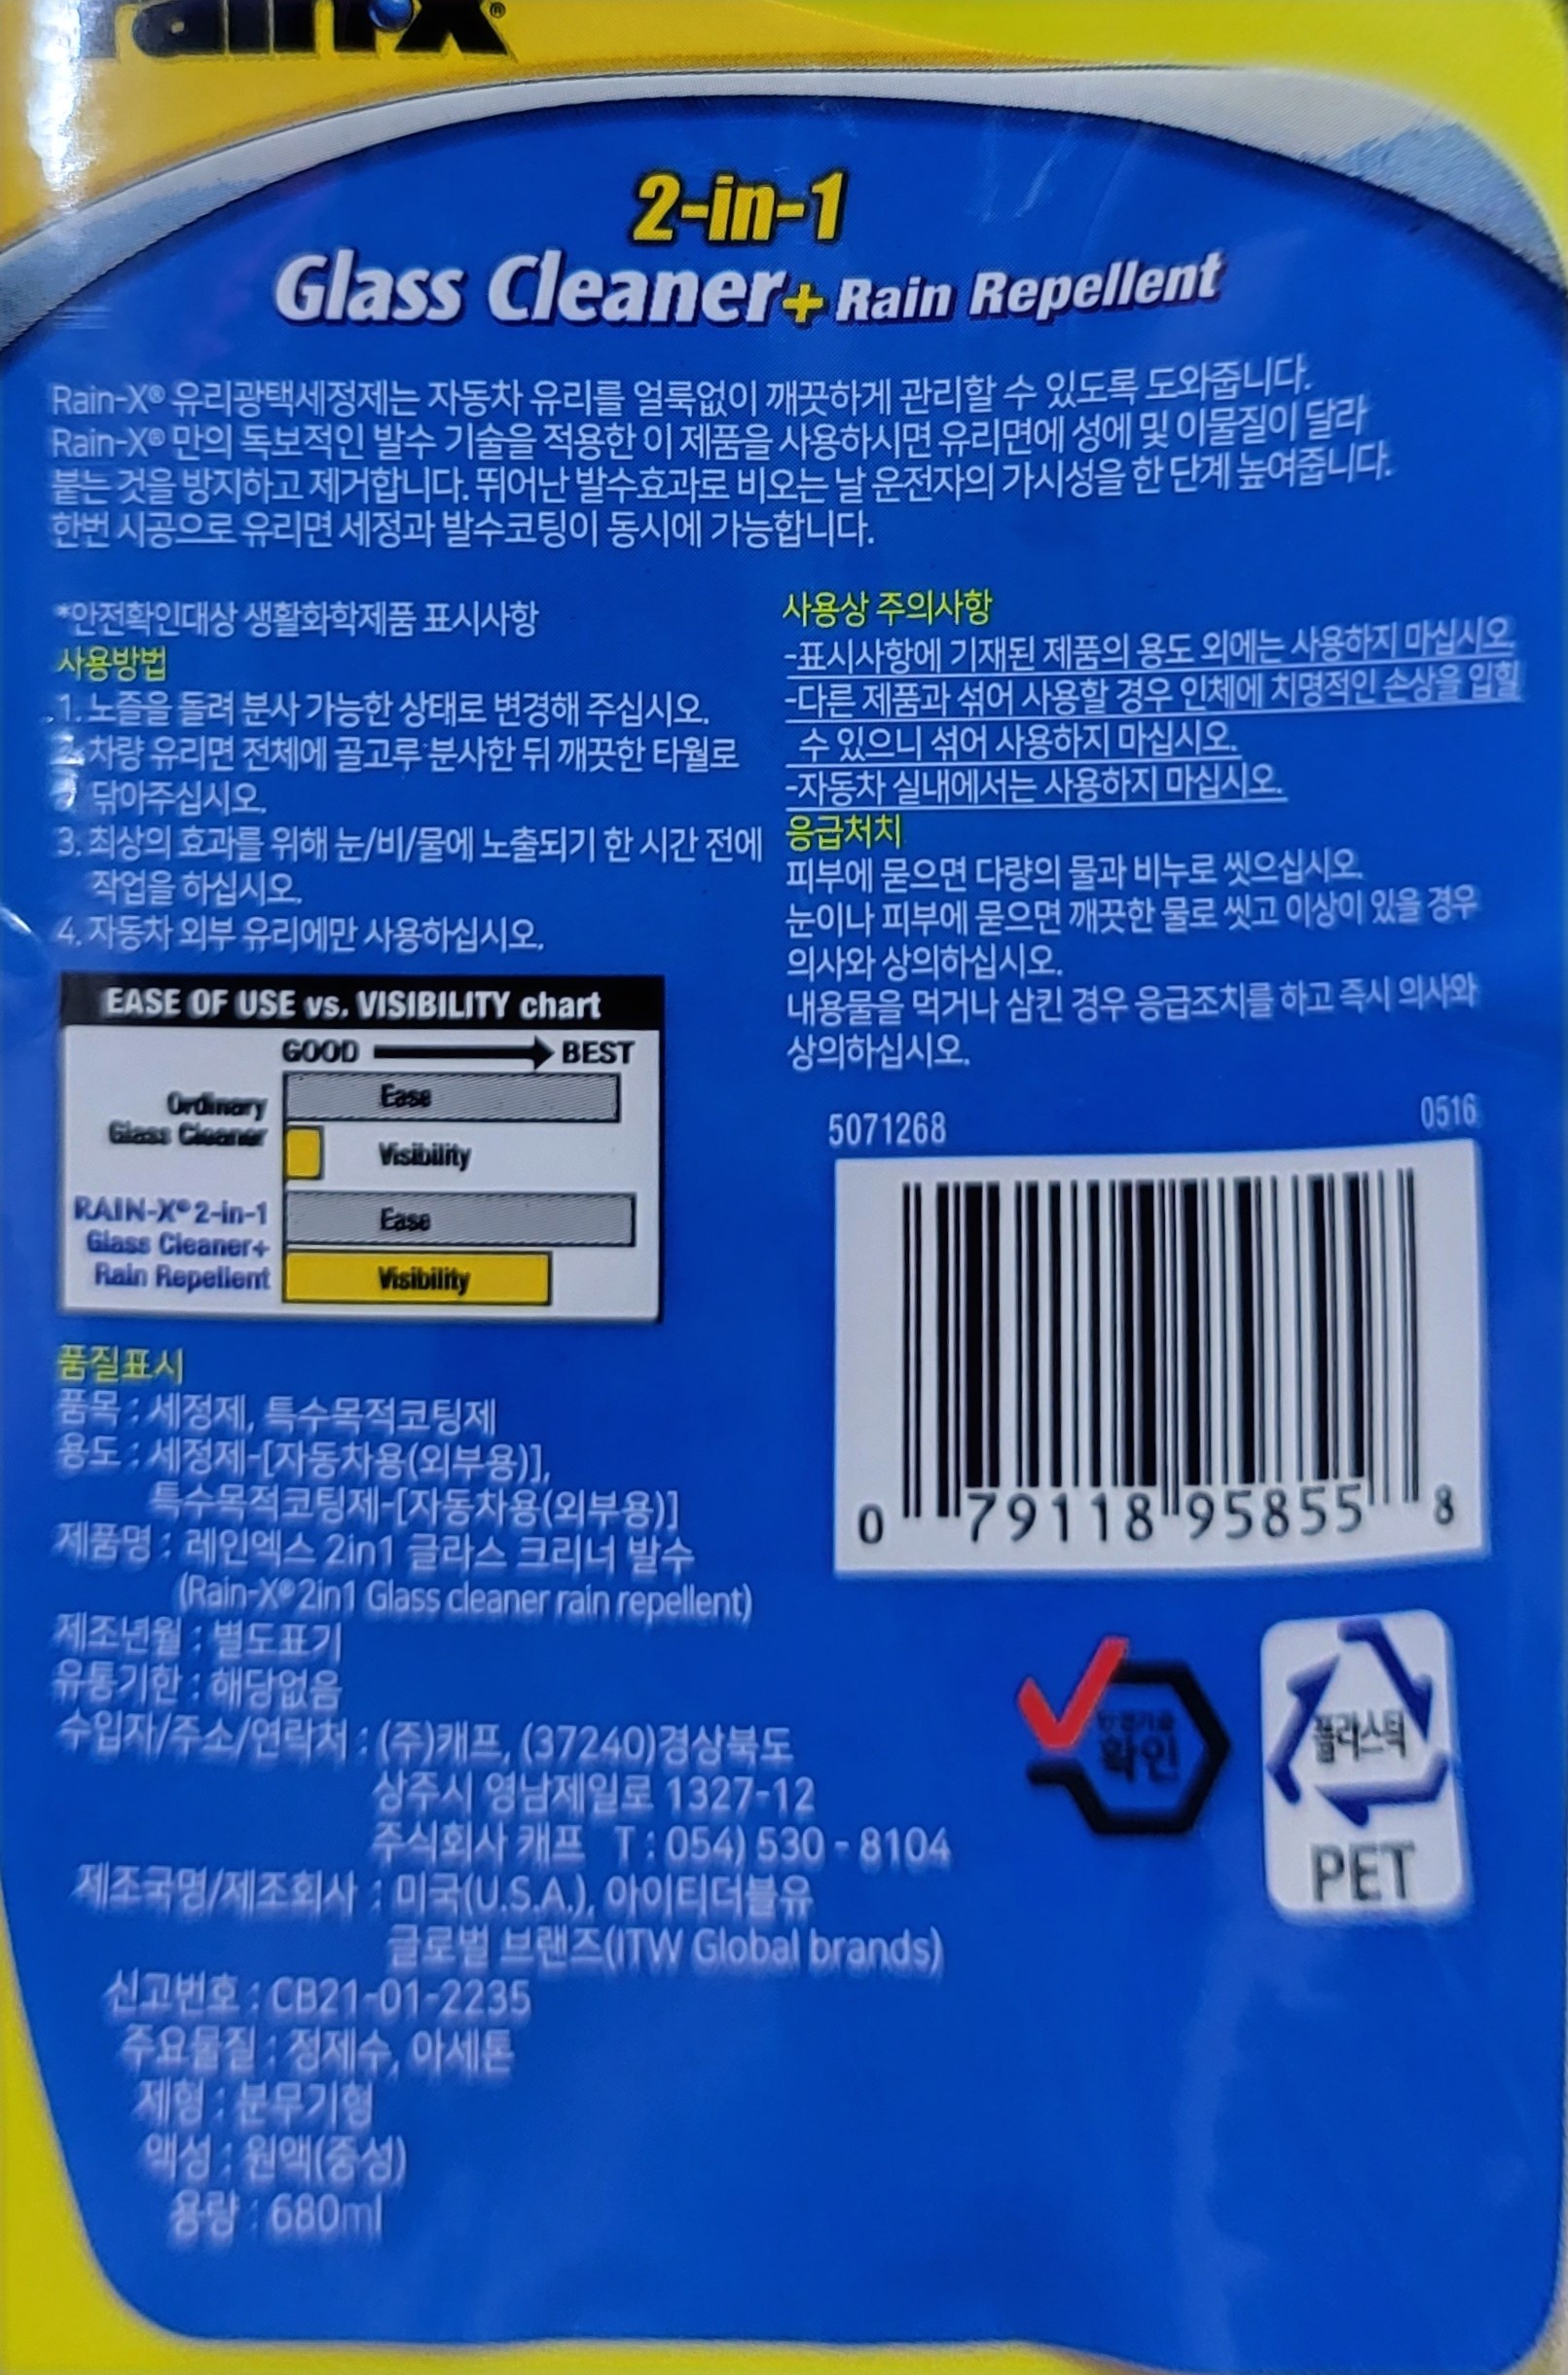 Rain-X®
2-in-1
Glass Cleaner+ Rain Repellent
Rain-X® 유리광택세정제는 자동차 유리를 얼룩없이 깨끗하게 관리할 수 있도록 도와줍니다.
Rain-X® 만의 독보적인 발수 기술을 적용한 이 제품을 사용하시면 유리면에 성에 및 이물질이 달라
붙는 것을 방지하고 제거합니다. 뛰어난 발수효과로 비오는 날 운전자의 가시성을 한 단계 높여줍니다.
한번 시공으로 유리면 세정과 발수코팅이 동시에 가능합니다.
*안전확인대상 생활화학제품 표시사항
사용방법
1. 노즐을 돌려 분사 가능한 상태로 변경해 주십시오.
2. 차량 유리면 전체에 골고루 분사한 뒤 깨끗한 타월로
닦아주십시오.
3. 최상의 효과를 위해 눈/비/물에 노출되기 한 시간 전에
작업을 하십시오.
4. 자동차 외부 유리에만 사용하십시오.
EASE OF USE vs. VISIBILITY chart
GOOD BEST
Ordinary
Glass Cleaner
Ease
Visibility
RAIN-X® 2-in-1
Glass Cleaner+
Rain Repellent
Ease
Visibility
품질표시
품목 : 세정제, 특수목적코팅제
용도 : 세정제-[자동차용(외부용)],
특수목적코팅제-[자동차용(외부용)]
제품명 : 레인엑스 2in1 글라스 크리너 발수
(Rain-X® 2in1 Glass cleaner rain repellent)
제조년월 : 별도표기
유통기한 : 해당없음
수입자/주소/연락처 : (주)캐프, (37240)경상북도
상주시 영남제일로 1327-12
주식회사 캐프 T : 054) 530 - 8104
제조국명/제조회사 : 미국(U.S.A.), 아이티더블유
글로벌 브랜즈(ITW Global brands)
신고번호 : CB21-01-2235
주요물질 : 정제수, 아세톤
제형 : 분무기형
액성 : 원액(중성)
용량 : 680ml
사용상 주의사항
-표시사항에 기재된 제품의 용도 외에는 사용하지 마십시오
-다른 제품과 섞어 사용할 경우 인체에 치명적인 손상을 입힐
수 있으니 섞어 사용하지 마십시오.
-자동차 실내에서는 사용하지 마십시오.
응급처치
피부에 묻으면 다량의 물과 비누로 씻으십시오.
눈이나 피부에 묻으면 깨끗한 물로 씻고 이상이 있을 경우
의사와 상의하십시오.
내용물을 먹거나 삼킨 경우 응급조치를 하고 즉시 의사와
상의하십시오.
5071268 0516
0 79118 95855 8
확인
플라스틱
PET